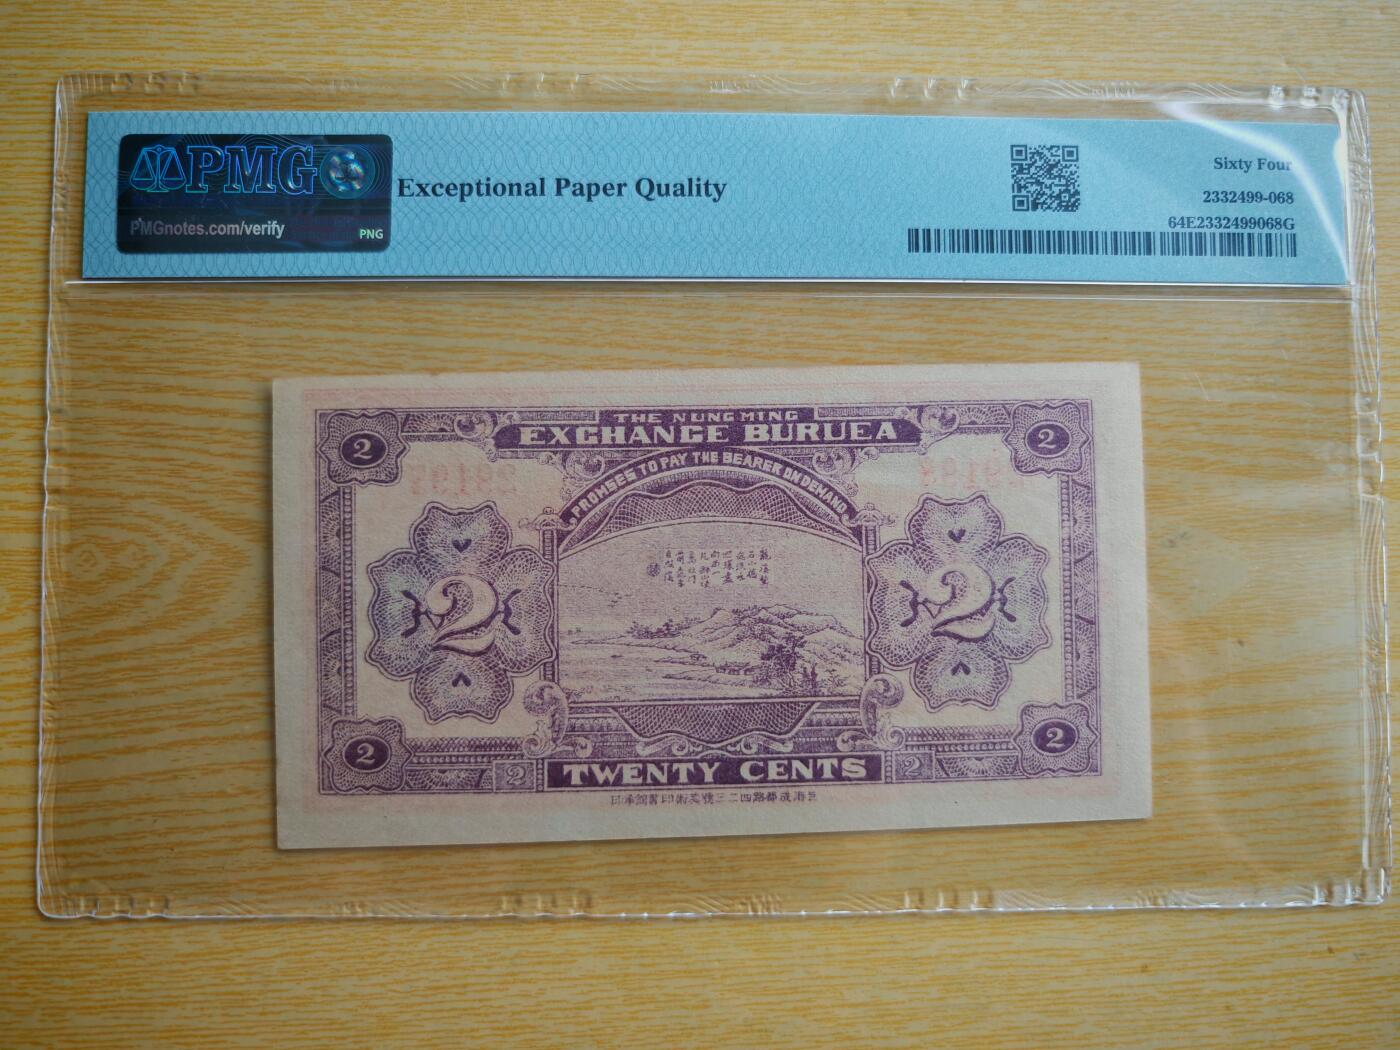 PMG
PMGnotes.com/verify
PNG
Exceptional Paper Quality
Sixty Four
2332499-068
64E2332499068G
THE NUNG MING
EXCHANGE BURUEA
PROMSES TO PAY THE BEARER ON DEMAND
2
2
2
2
2
2
2
TWENTY CENTS
2